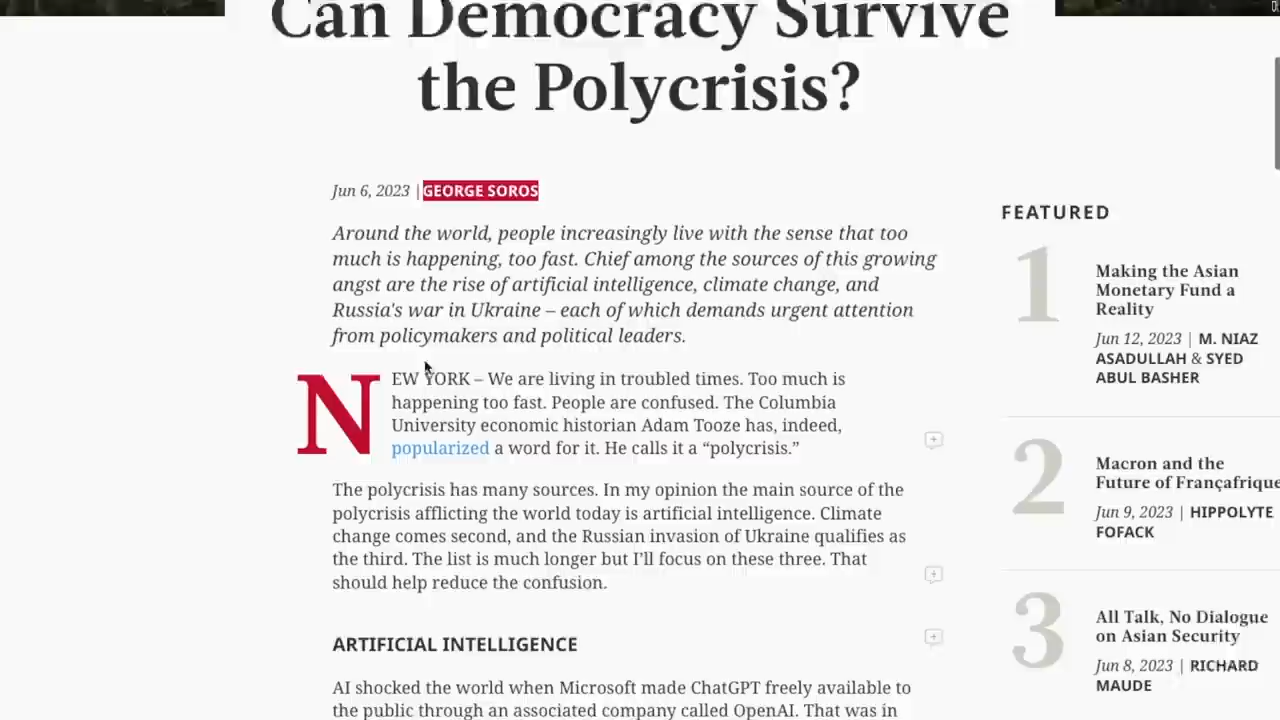 Can Democracy Survive
the Polycrisis?
Jun 6, 2023 | GEORGE SOROS
Around the world, people increasingly live with the sense that too
much is happening, too fast. Chief among the sources of this growing
angst are the rise of artificial intelligence, climate change, and
Russia's war in Ukraine – each of which demands urgent attention
from policymakers and political leaders.
NEW YORK – We are living in troubled times. Too much is
happening too fast. People are confused. The Columbia
University economic historian Adam Tooze has, indeed,
popularized a word for it. He calls it a “polycrisis.”
The polycrisis has many sources. In my opinion the main source of the
polycrisis afflicting the world today is artificial intelligence. Climate
change comes second, and the Russian invasion of Ukraine qualifies as
the third. The list is much longer but I’ll focus on these three. That
should help reduce the confusion.
ARTIFICIAL INTELLIGENCE
AI shocked the world when Microsoft made ChatGPT freely available to
the public through an associated company called OpenAI. That was in
FEATURED
1
Making the Asian
Monetary Fund a
Reality
Jun 12, 2023 | M. NIAZ
ASADULLAH & SYED
ABUL BASHER
2
Macron and the
Future of Françafrique
Jun 9, 2023 | HIPPOLYTE
FOFACK
3
All Talk, No Dialogue
on Asian Security
Jun 8, 2023 | RICHARD
MAUDE